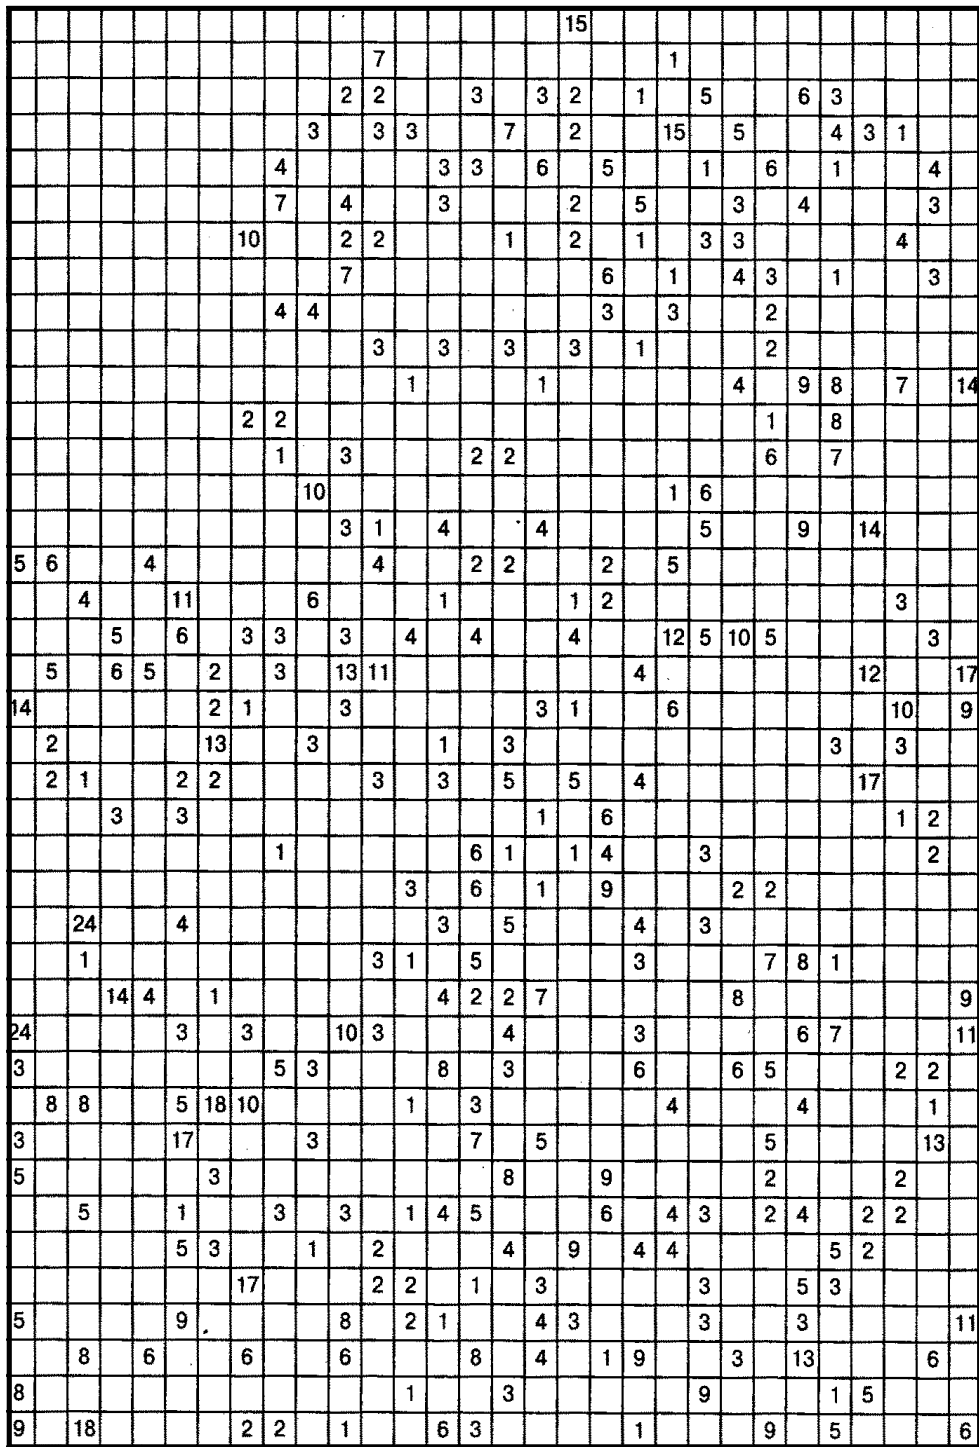 15
7 1
2 2 3 3 2 1 5 6 3
3 3 3 7 2 15 5 4 3 1
4 3 3 6 5 1 6 1 4
7 4 3 2 5 3 4 3
10 2 2 1 2 1 3 3 4
7 6 1 4 3 1 3
4 4 3 3 2
3 3 3 3 1 2
1 1 4 9 8 7 14
2 2 1 8
1 3 2 2 6 7
10 1 6
3 1 4 4 5 9 14
5 6 4 4 2 2 2 5
4 11 6 1 1 2 3
5 6 3 3 3 4 4 4 12 5 10 5 3
5 6 5 2 3 13 11 4 12 17
14 2 1 3 3 1 6 10 9
2 13 3 1 3 3 3
2 1 2 2 3 3 5 5 4 17
3 3 1 6 1 2
1 6 1 1 4 3 2
3 6 1 9 2 2
24 4 3 5 4 3
1 3 1 5 3 7 8 1
14 4 1 4 2 2 7 8 9
24 3 3 10 3 4 3 6 7 11
3 5 3 8 3 6 6 5 2 2
8 8 5 18 10 1 3 4 4 1
3 17 3 7 5 5 13
5 3 8 9 2 2
5 1 3 3 1 4 5 6 4 3 2 4 2 2
5 3 1 2 4 9 4 4 5 2
17 2 2 1 3 3 5 3
5 9 8 2 1 4 3 3 3 11
8 6 6 6 8 4 1 9 3 13 6
8 1 3 9 1 5
9 18 2 2 1 6 3 1 9 5 6